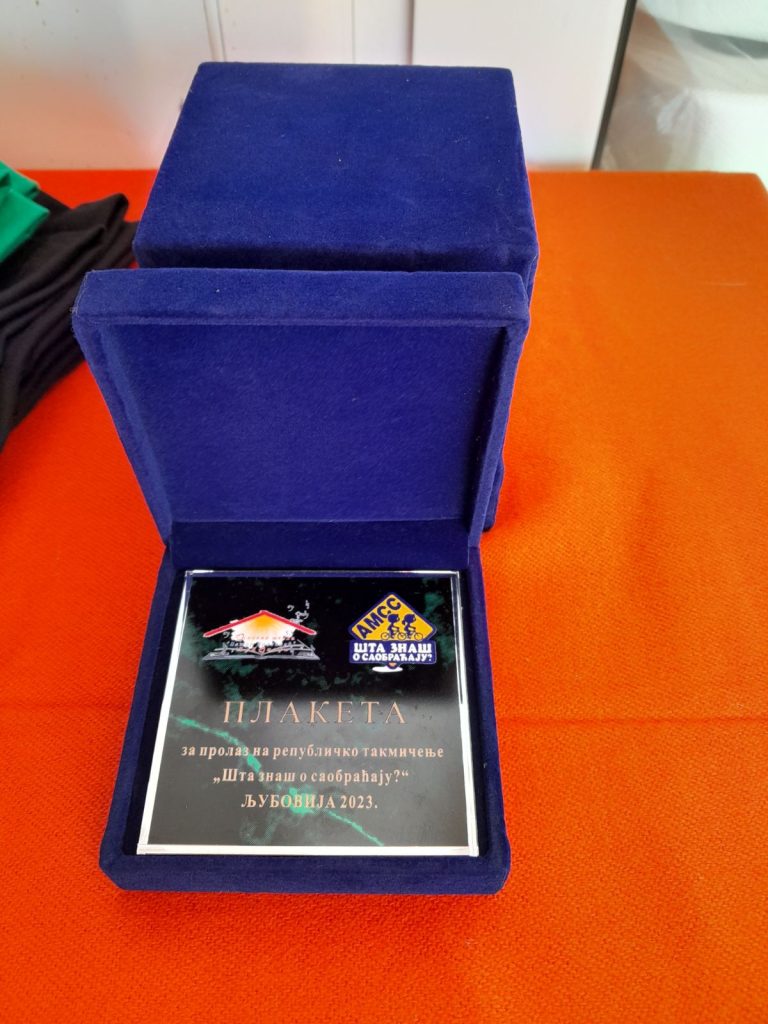 АМСС
ШТА ЗНАШ
О САОБРАЋАЈУ?
ПЛАКЕТА
за пролаз на републичко такмичење
„Шта знаш о саобраћају?“
ЉУБОВИЈА 2023.